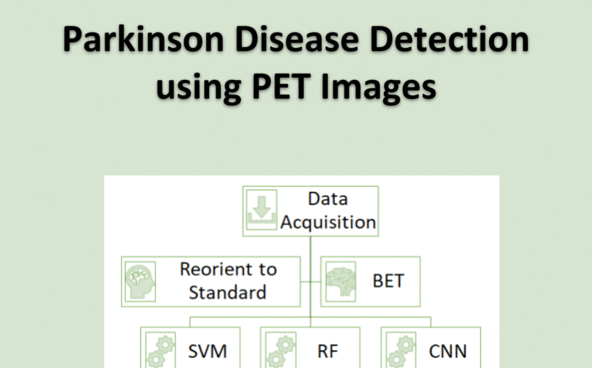 Parkinson Disease Detection
using PET Images
Data
Acquisition
Reorient to
Standard
BET
SVM
RF
CNN